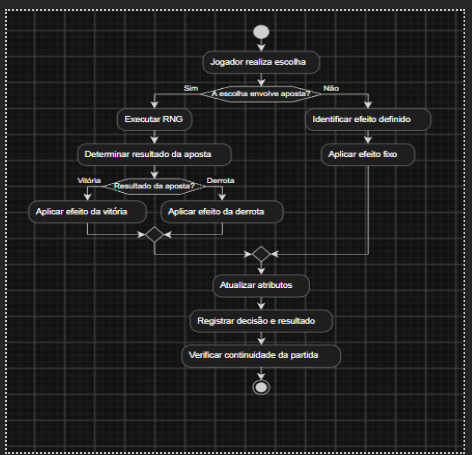 Jogador realiza escolha
A escolha envolve aposta?
Sim
Não
Executar RNG
Identificar efeito definido
Determinar resultado da aposta
Aplicar efeito fixo
Resultado da aposta?
Vitória
Derrota
Aplicar efeito da vitória
Aplicar efeito da derrota
Atualizar atributos
Registrar decisão e resultado
Verificar continuidade da partida